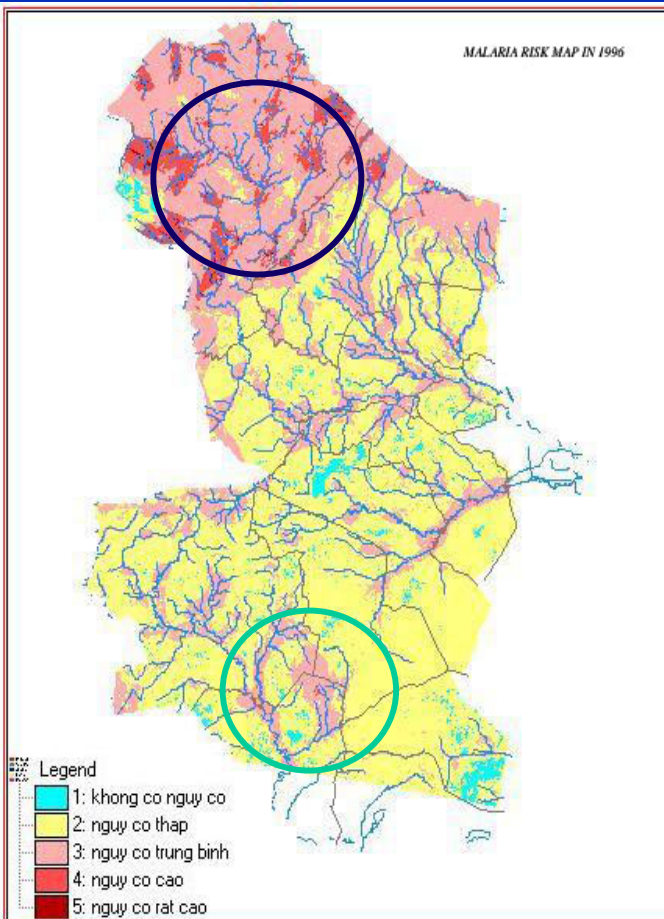 MALARIA RISK MAP IN 1996
Legend
1: khong co nguy co
2: nguy co thap
3: nguy co trung binh
4: nguy co cao
5: nguy co rat cao